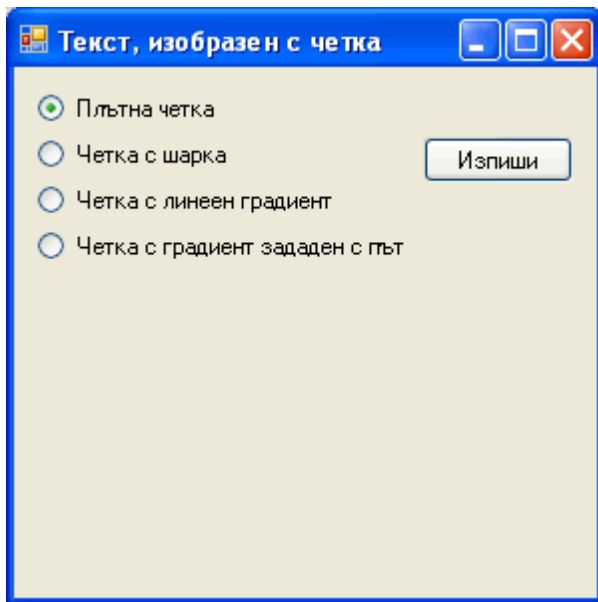 Текст, изобразен с четка
Плътна четка
Четка с шарка
Изпиши
Четка с линеен градиент
Четка с градиент зададен с път